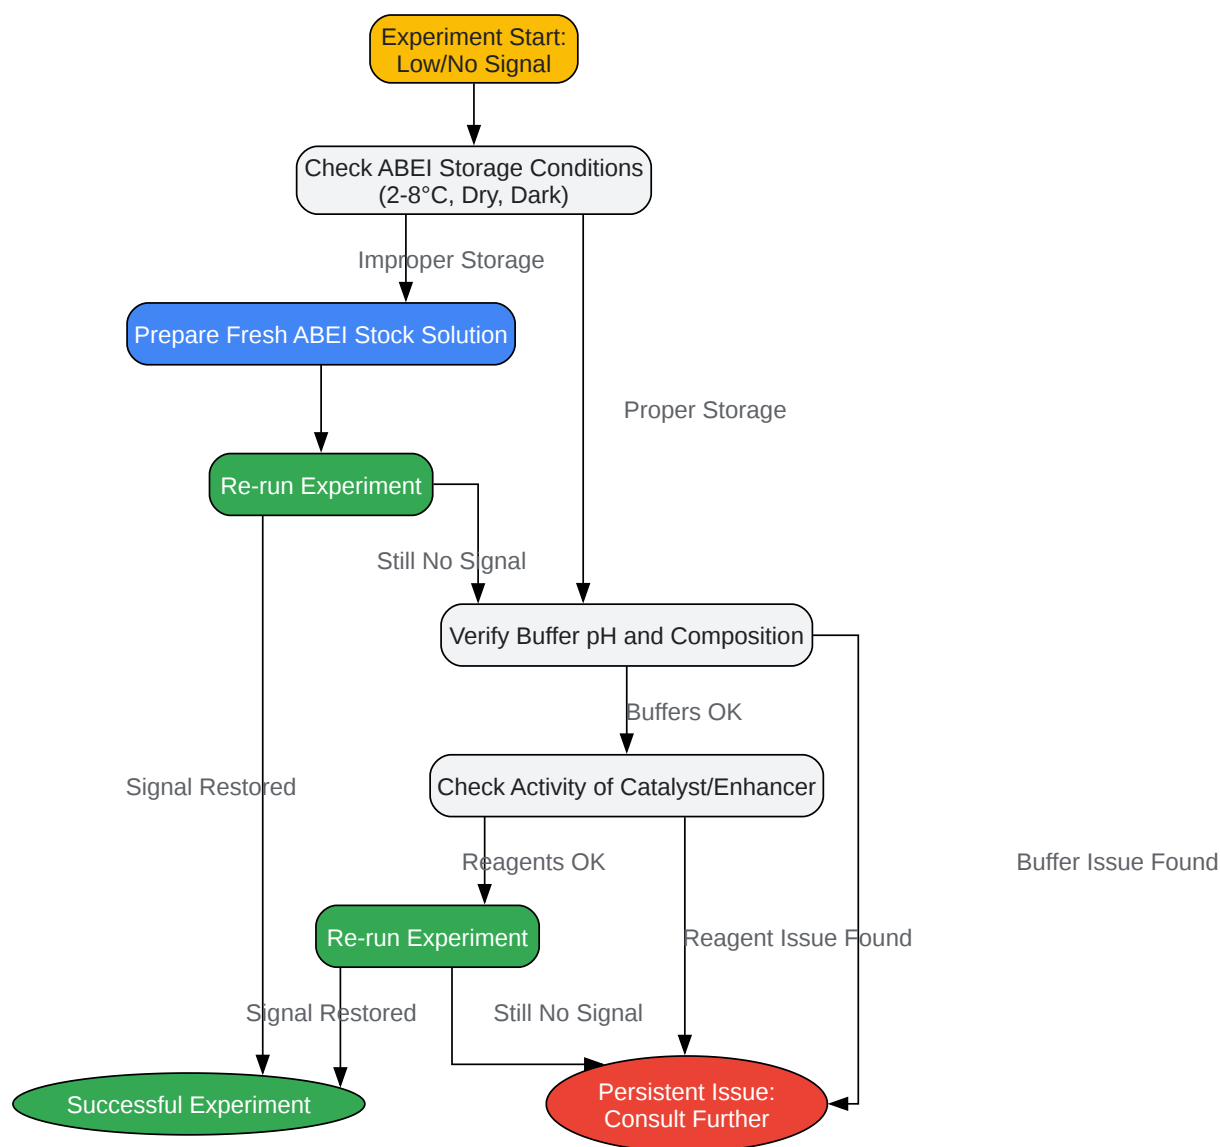 Experiment Start:
Low/No Signal
Check ABEI Storage Conditions
(2-8°C, Dry, Dark)
Improper Storage
Prepare Fresh ABEI Stock Solution
Proper Storage
Re-run Experiment
Still No Signal
Verify Buffer pH and Composition
Buffers OK
Check Activity of Catalyst/Enhancer
Signal Restored
Reagents OK
Buffer Issue Found
Re-run Experiment
Reagent Issue Found
Signal Restored
Still No Signal
Successful Experiment
Persistent Issue:
Consult Further